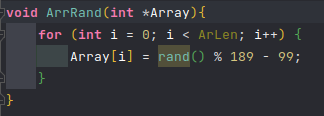 void ArrRand(int *Array){
    for (int i = 0; i < ArLen; i++) {
        Array[i] = rand() % 189 - 99;
    }
}